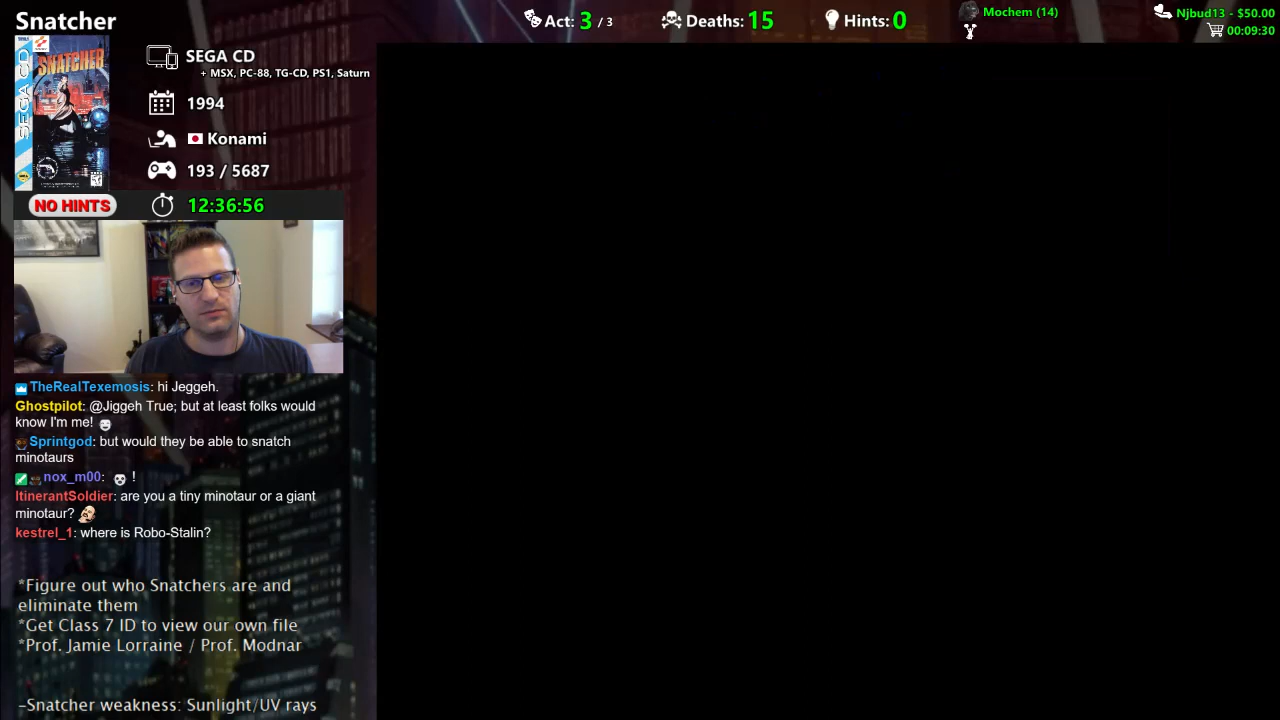 Snatcher
Act: 3 / 3
Deaths: 15
Hints: 0
Mochem (14)
Njbud13 - $50.00
00:09:30
SEGA CD
SNATCHER
SEGA CD
+ MSX, PC-88, TG-CD, PS1, Saturn
1994
Konami
193 / 5687
NO HINTS
12:36:56
TheRealTexemosis: hi Jeggeh.
Ghostpilot: @Jiggeh True; but at least folks would
know I'm me!
Sprintgod: but would they be able to snatch
minotaurs
nox_m00: !
ItinerantSoldier: are you a tiny minotaur or a giant
minotaur?
kestrel_1: where is Robo-Stalin?
*Figure out who Snatchers are and
eliminate them
*Get Class 7 ID to view our own file
*Prof. Jamie Lorraine / Prof. Modnar
-Snatcher weakness: Sunlight/UV rays